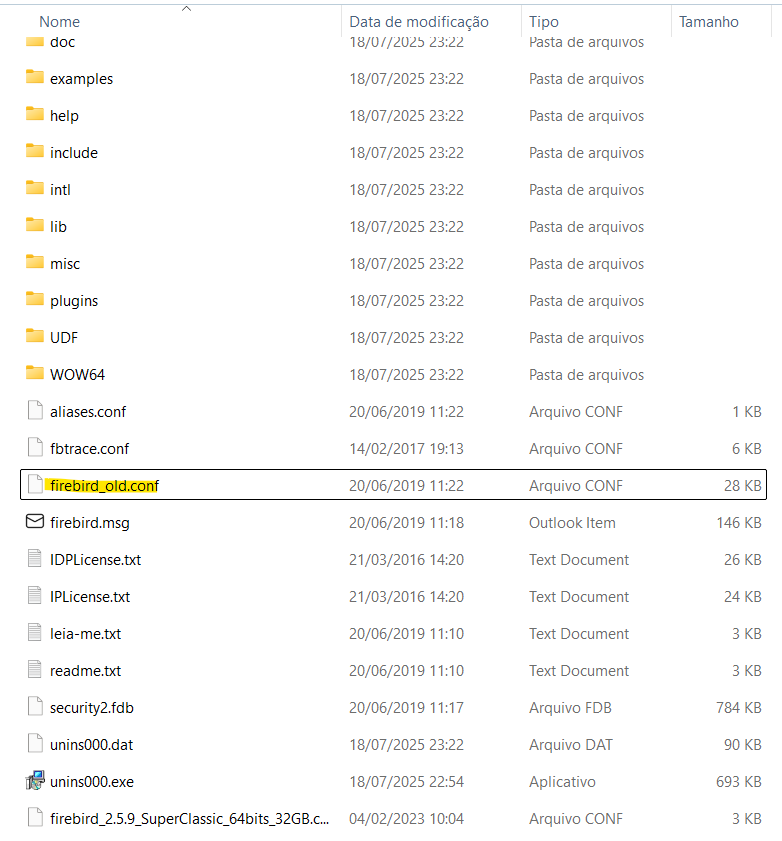 Nome Data de modificação Tipo Tamanho
doc 18/07/2025 23:22 Pasta de arquivos
examples 18/07/2025 23:22 Pasta de arquivos
help 18/07/2025 23:22 Pasta de arquivos
include 18/07/2025 23:22 Pasta de arquivos
intl 18/07/2025 23:22 Pasta de arquivos
lib 18/07/2025 23:22 Pasta de arquivos
misc 18/07/2025 23:22 Pasta de arquivos
plugins 18/07/2025 23:22 Pasta de arquivos
UDF 18/07/2025 23:22 Pasta de arquivos
WOW64 18/07/2025 23:22 Pasta de arquivos
aliases.conf 20/06/2019 11:22 Arquivo CONF 1 KB
fbtrace.conf 14/02/2017 19:13 Arquivo CONF 6 KB
firebird_old.conf 20/06/2019 11:22 Arquivo CONF 28 KB
firebird.msg 20/06/2019 11:18 Outlook Item 146 KB
IDPLicense.txt 21/03/2016 14:20 Text Document 26 KB
IPLicense.txt 21/03/2016 14:20 Text Document 24 KB
leia-me.txt 20/06/2019 11:10 Text Document 3 KB
readme.txt 20/06/2019 11:10 Text Document 3 KB
security2.fdb 20/06/2019 11:17 Arquivo FDB 784 KB
unins000.dat 18/07/2025 23:22 Arquivo DAT 90 KB
unins000.exe 18/07/2025 22:54 Aplicativo 693 KB
firebird_2.5.9_SuperClassic_64bits_32GB.c... 04/02/2023 10:04 Arquivo CONF 3 KB